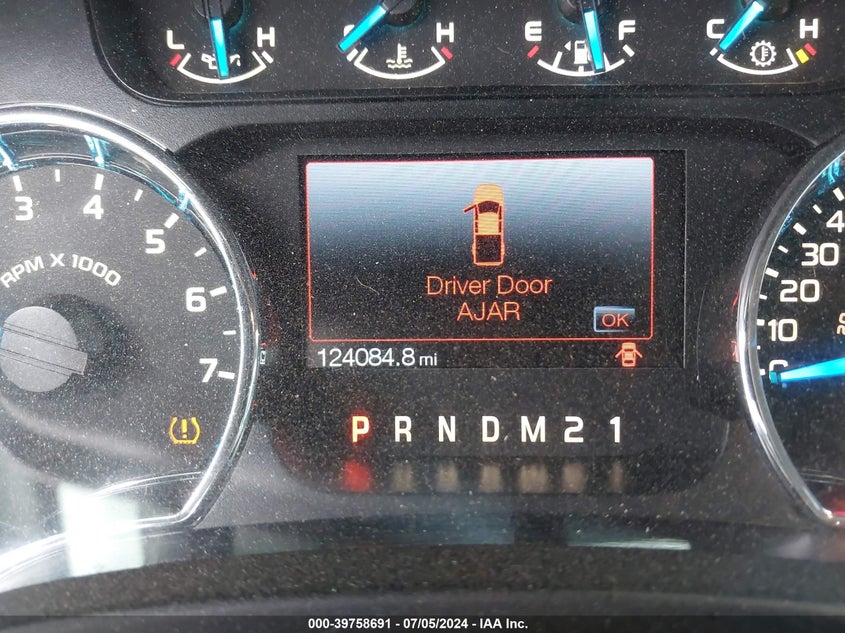 L H
H
E F
C H
3 4 5 6 7
RPM X 1000
Driver Door
AJAR
OK
124084.8 mi
P R N D M 2 1
30
20
10
000-39758691 - 07/05/2024 - IAA Inc.